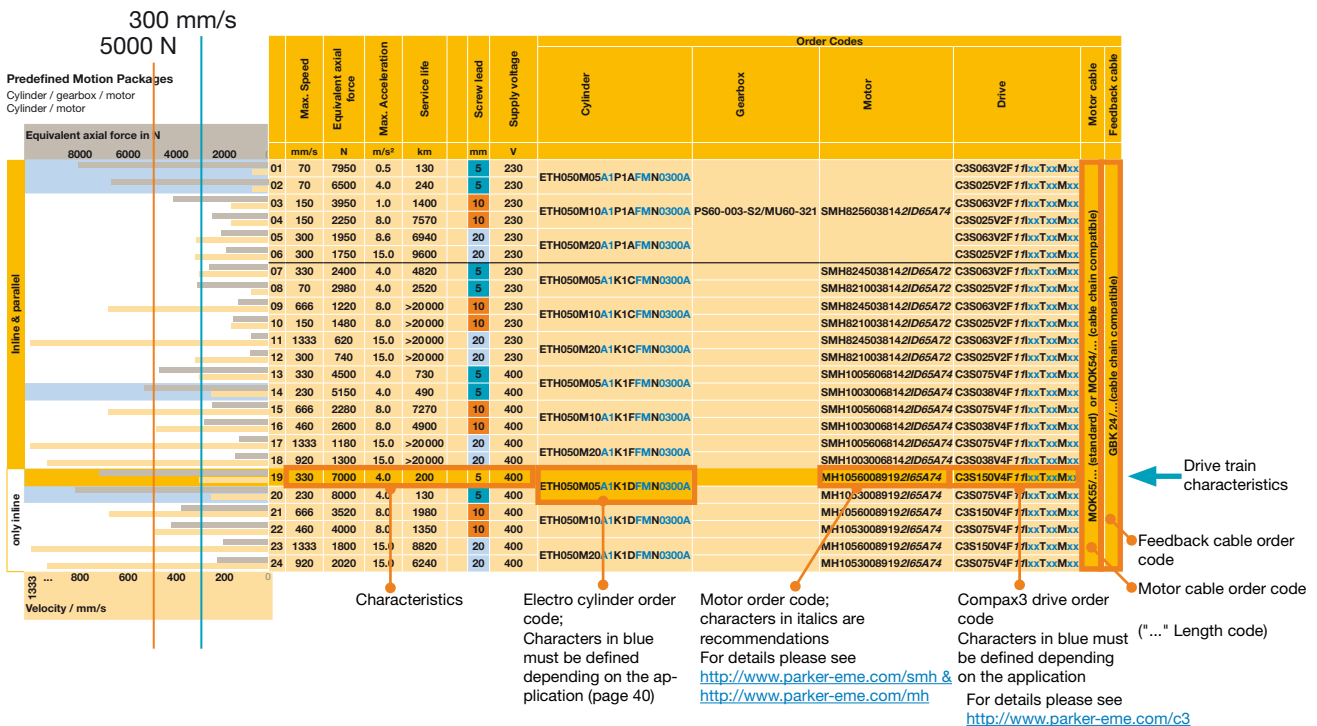 300 mm/s
5000 N
Predefined Motion Packages
Cylinder / gearbox / motor
Cylinder / motor
Equivalent axial force in N
8000 6000 4000 2000 0
Order Codes
Max. Speed Equivalent axial force Max. Acceleration Service life Screw lead Supply voltage Cylinder Gearbox Motor Drive Motor cable Feedback cable
mm/s N m/s² km mm V
Inline & parallel
01 70 7950 0.5 130 5 230 ETH050M05A1P1AFMN0300A PS60-003-S2/MU60-321 SMH8256038142ID65A74 C3S063V2F11IxxTxxMxx
02 70 6500 4.0 240 5 230 C3S025V2F11IxxTxxMxx
03 150 3950 1.0 1400 10 230 ETH050M10A1P1AFMN0300A C3S063V2F11IxxTxxMxx
04 150 2250 8.0 7570 10 230 C3S025V2F11IxxTxxMxx
05 300 1950 8.6 6940 20 230 ETH050M20A1P1AFMN0300A C3S063V2F11IxxTxxMxx
06 300 1750 15.0 9600 20 230 C3S025V2F11IxxTxxMxx
07 330 2400 4.0 4820 5 230 ETH050M05A1K1CFMN0300A SMH8245038142ID65A72 C3S063V2F11IxxTxxMxx
08 70 2980 4.0 2520 5 230 SMH8210038142ID65A72 C3S025V2F11IxxTxxMxx
09 666 1220 8.0 >20000 10 230 ETH050M10A1K1CFMN0300A SMH8245038142ID65A72 C3S063V2F11IxxTxxMxx
10 150 1480 8.0 >20000 10 230 SMH8210038142ID65A72 C3S025V2F11IxxTxxMxx
11 1333 620 15.0 >20000 20 230 ETH050M20A1K1CFMN0300A SMH8245038142ID65A72 C3S063V2F11IxxTxxMxx
12 300 740 15.0 >20000 20 230 SMH8210038142ID65A72 C3S025V2F11IxxTxxMxx
13 330 4500 4.0 730 5 400 ETH050M05A1K1FFMN0300A SMH10056068142ID65A74 C3S075V4F11IxxTxxMxx
14 230 5150 4.0 490 5 400 SMH10030068142ID65A74 C3S038V4F11IxxTxxMxx
15 666 2280 8.0 7270 10 400 ETH050M10A1K1FFMN0300A SMH10056068142ID65A74 C3S075V4F11IxxTxxMxx
16 460 2600 8.0 4900 10 400 SMH10030068142ID65A74 C3S038V4F11IxxTxxMxx
17 1333 1180 15.0 >20000 20 400 ETH050M20A1K1FFMN0300A SMH10056068142ID65A74 C3S075V4F11IxxTxxMxx
18 920 1300 15.0 >20000 20 400 SMH10030068142ID65A74 C3S038V4F11IxxTxxMxx
only inline
19 330 7000 4.0 200 5 400 ETH050M05A1K1DFMN0300A MH10560089192I65A74 C3S150V4F11IxxTxxMxx
20 230 8000 4.0 130 5 400 MH10530089192I65A74 C3S075V4F11IxxTxxMxx
21 666 3520 8.0 1980 10 400 ETH050M10A1K1DFMN0300A MH10560089192I65A74 C3S150V4F11IxxTxxMxx
22 460 4000 8.0 1350 10 400 MH10530089192I65A74 C3S075V4F11IxxTxxMxx
23 1333 1800 15.0 8820 20 400 ETH050M20A1K1DFMN0300A MH10560089192I65A74 C3S150V4F11IxxTxxMxx
24 920 2020 15.0 6240 20 400 MH10530089192I65A74 C3S075V4F11IxxTxxMxx
MOK55/... (standard) or MOK54/... (cable chain compatible)
GBK 24/...(cable chain compatible)
1333 ... 800 600 400 200 0
Velocity / mm/s
Drive train
characteristics
Feedback cable order
code
Motor cable order code
("..." Length code)
Characteristics
Electro cylinder order
code;
Characters in blue
must be defined
depending on the ap-
plication (page 40)
Motor order code;
characters in italics are
recommendations
For details please see
http://www.parker-eme.com/smh &
http://www.parker-eme.com/mh
Compax3 drive order
code
Characters in blue must
be defined depending
on the application
For details please see
http://www.parker-eme.com/c3